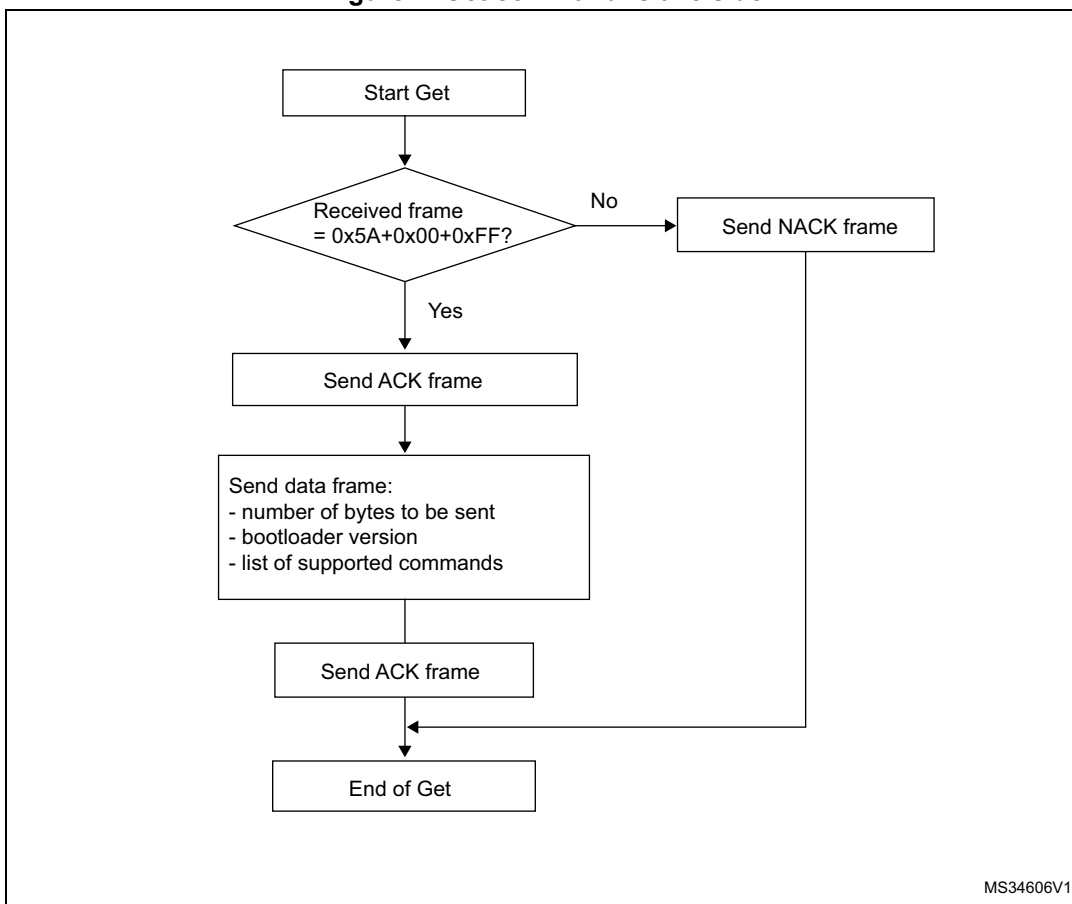 Start Get
Received frame
= 0x5A+0x00+0xFF?
No
Send NACK frame
Yes
Send ACK frame
Send data frame:
- number of bytes to be sent
- bootloader version
- list of supported commands
Send ACK frame
End of Get
MS34606V1